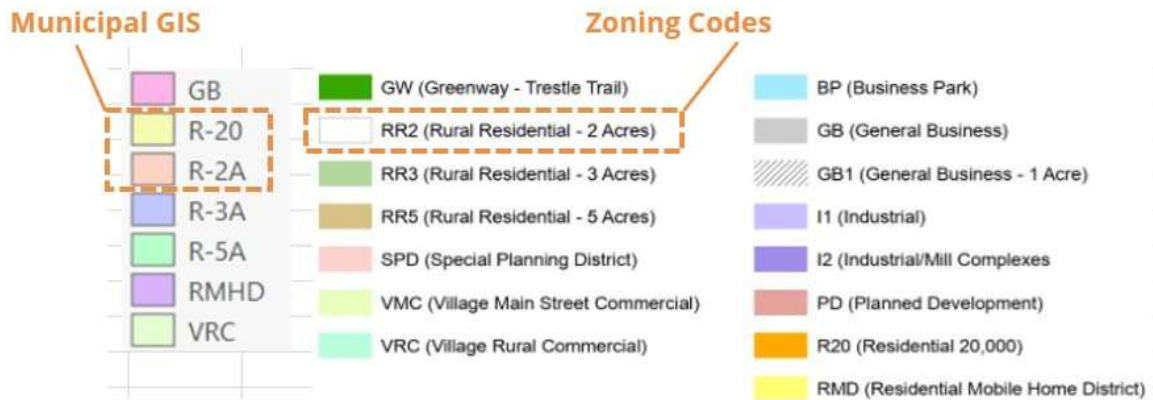 Municipal GIS
Zoning Codes
GB
R-20
R-2A
R-3A
R-5A
RMHD
VRC
GW (Greenway - Trestle Trail)
RR2 (Rural Residential - 2 Acres)
RR3 (Rural Residential - 3 Acres)
RR5 (Rural Residential - 5 Acres)
SPD (Special Planning District)
VMC (Village Main Street Commercial)
VRC (Village Rural Commercial)
BP (Business Park)
GB (General Business)
GB1 (General Business - 1 Acre)
I1 (Industrial)
I2 (Industrial/Mill Complexes
PD (Planned Development)
R20 (Residential 20,000)
RMD (Residential Mobile Home District)